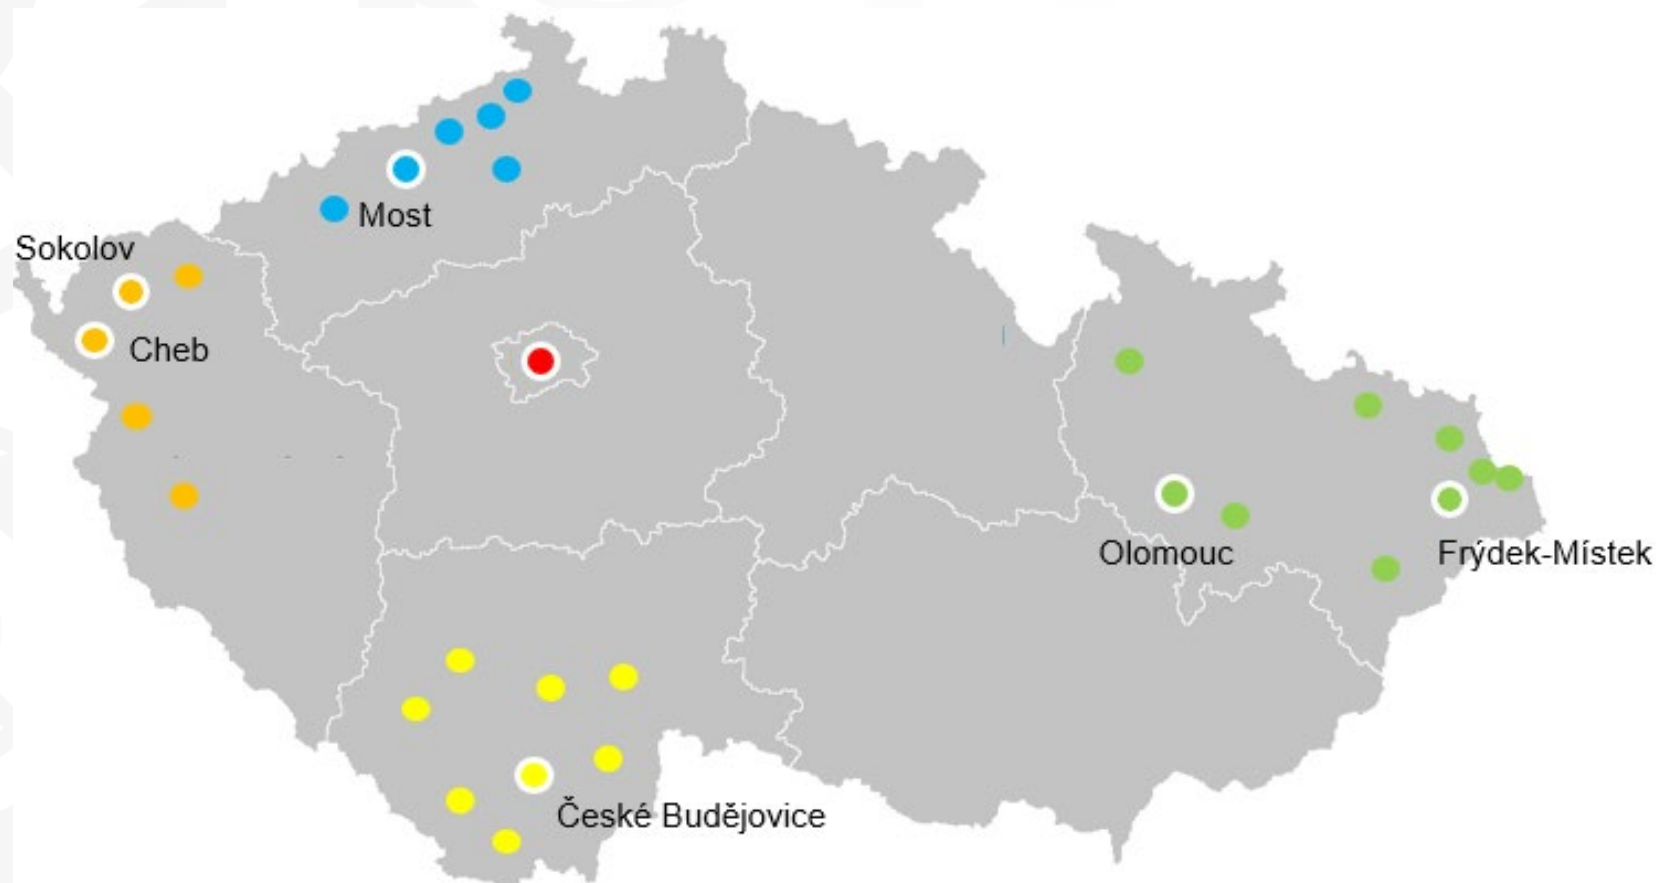 Most
Sokolov
Cheb
Olomouc
Frýdek-Místek
České Budějovice